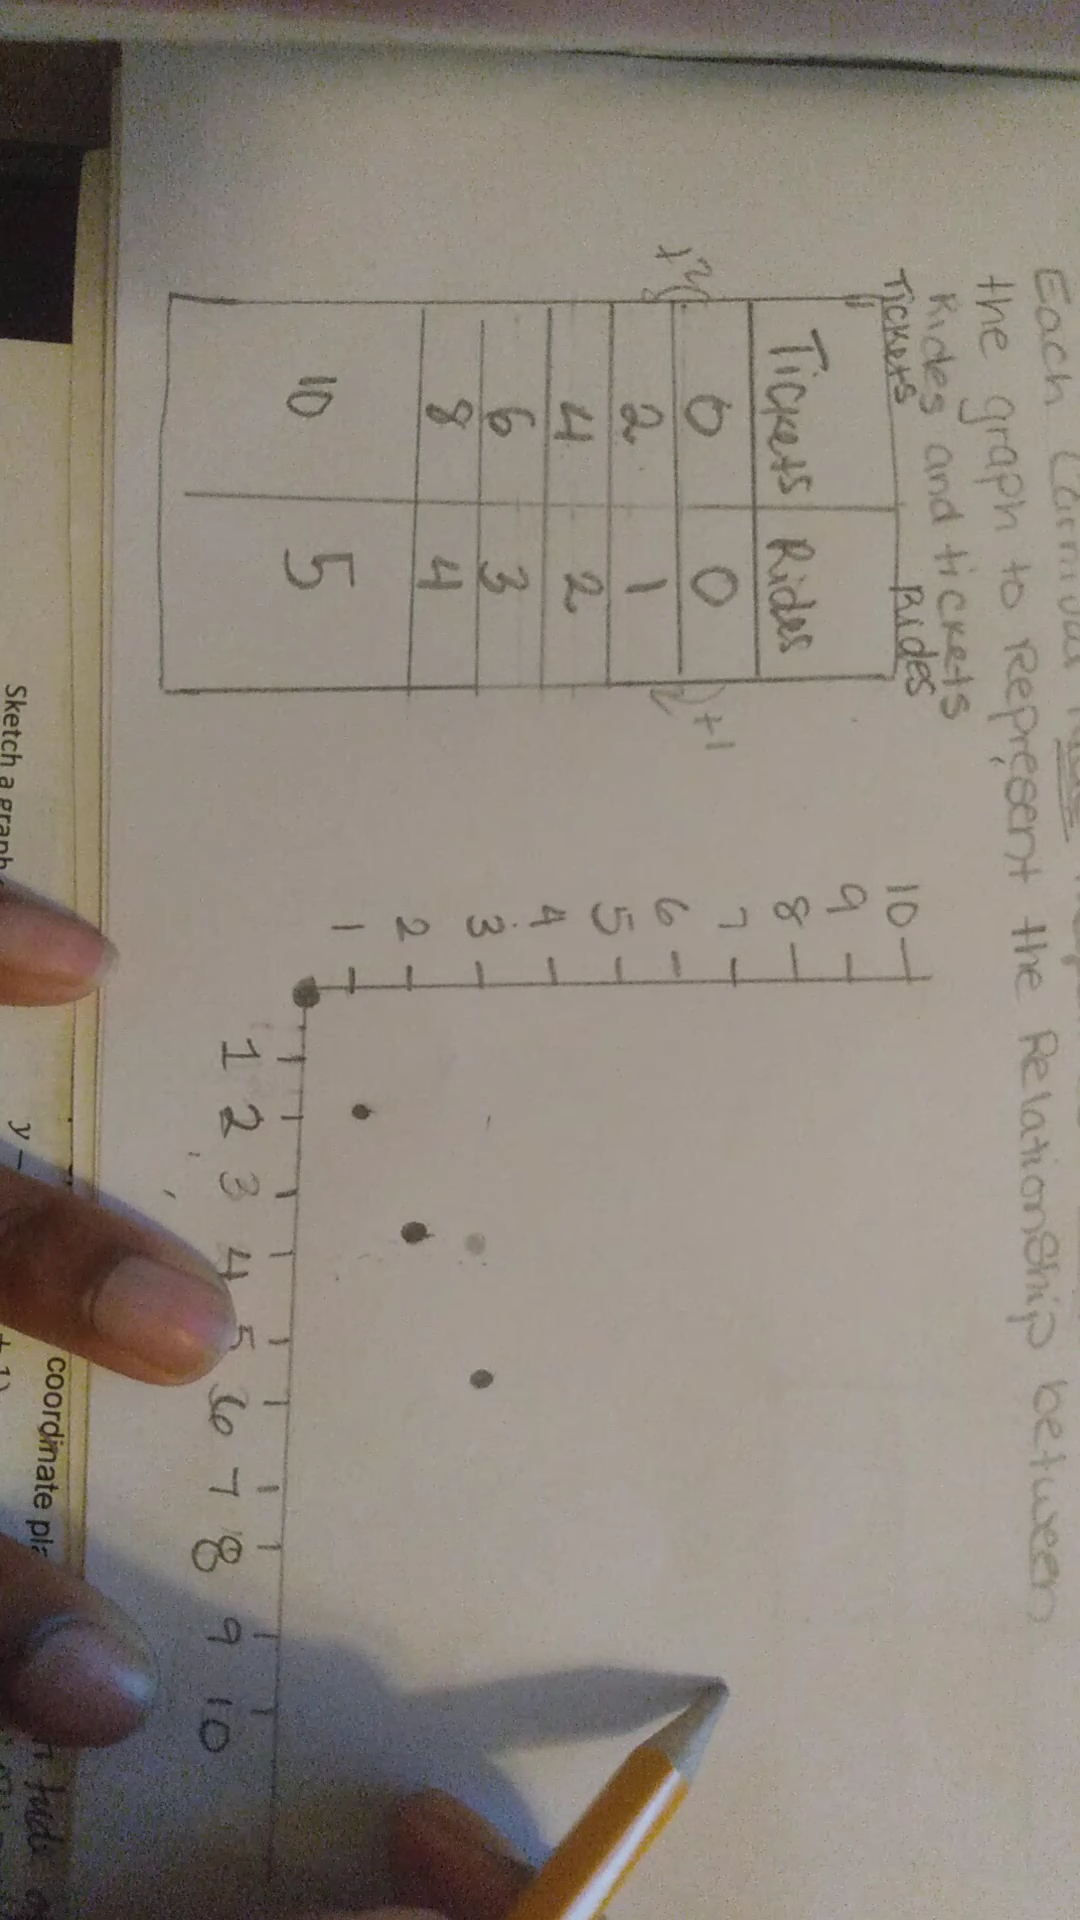 Each
the graph to Reepresent the Relationship between
Rides and tickets
Tickets Rides
Tickets Rides
0 0
2 1
4 2
6 3
8 4
10 5
+2
+1
10
9
8
7
6
5
4
3
2
1
1 2 3 4 5 6 7 8 9 10
Sketch a graph
coordinate
y –